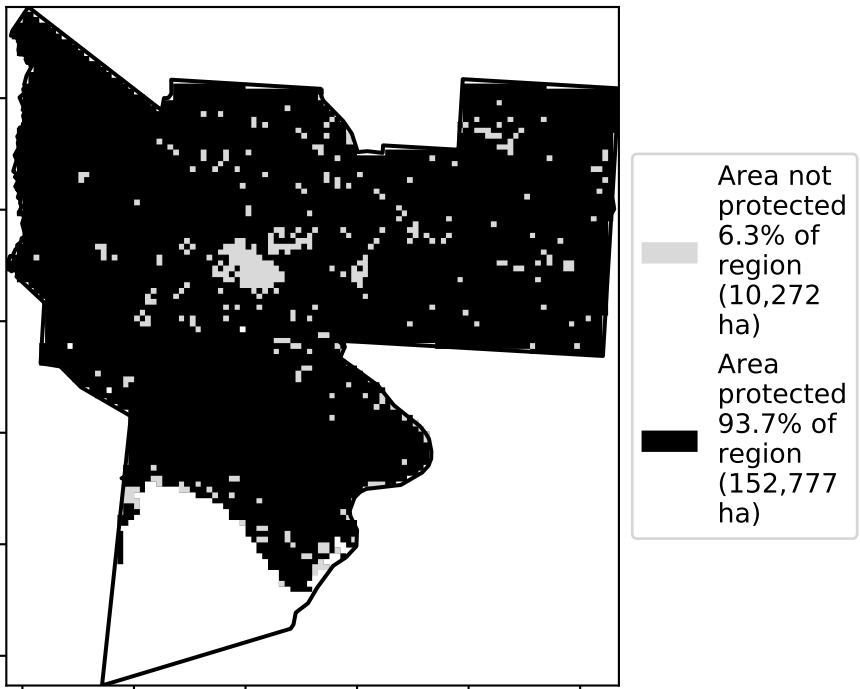 Area not
protected
6.3% of
region
(10,272
ha)
Area
protected
93.7% of
region
(152,777
ha)